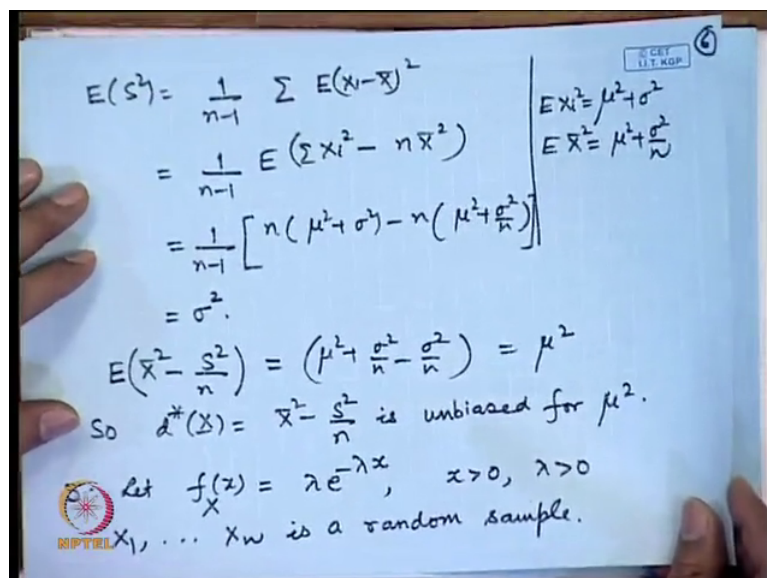 © CET
I.I.T. KGP
6
E(S²) = 1/(n-1) Σ E(xi - x̄)²
E xi² = μ² + σ²
= 1/(n-1) E(Σxi² - n x̄²)
E x̄² = μ² + σ²/n
= 1/(n-1) [n(μ² + σ²) - n(μ² + σ²/n)]
= σ².
E(x̄² - S²/n) = (μ² + σ²/n - σ²/n) = μ²
So d*(X) = x̄² - S²/n is unbiased for μ².
Let f_X(x) = λe^{-λx}, x>0, λ>0
X1, ... Xn is a random sample.
NPTEL